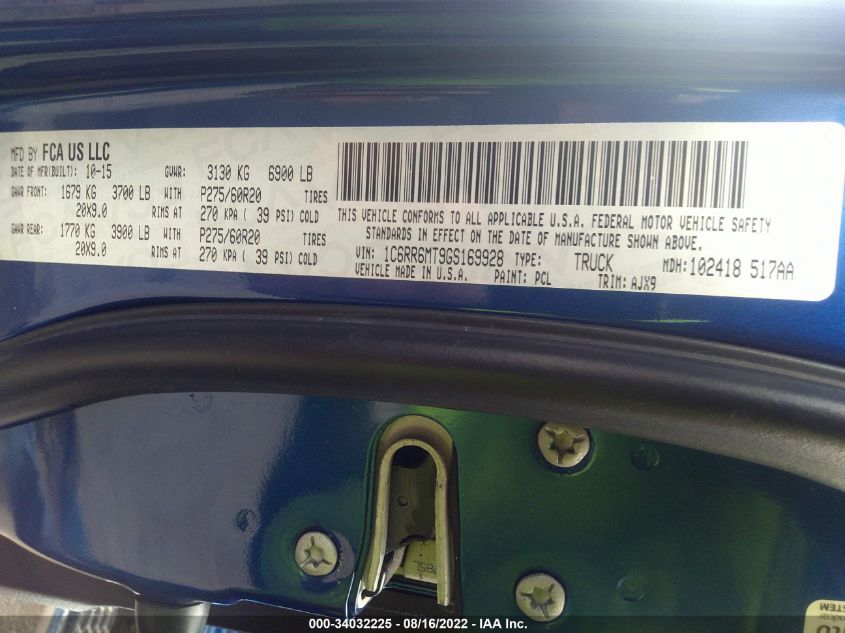 MFD BY FCA US LLC
DATE OF MFR(BUILT): 10-15 GVWR: 3130 KG 6900 LB
GAWR FRONT: 1679 KG 3700 LB WITH P275/60R20 TIRES
20X9.0 RIMS AT 270 KPA ( 39 PSI) COLD
GAWR REAR: 1770 KG 3900 LB WITH P275/60R20 TIRES
20X9.0 RIMS AT 270 KPA ( 39 PSI) COLD
THIS VEHICLE CONFORMS TO ALL APPLICABLE U.S.A. FEDERAL MOTOR VEHICLE SAFETY
STANDARDS IN EFFECT ON THE DATE OF MANUFACTURE SHOWN ABOVE.
VIN: 1C6RR6MT9GS169928 TYPE: TRUCK MDH: 102418 517AA
VEHICLE MADE IN U.S.A. PAINT: PCL TRIM: AJX9
STEM
000-34032225 - 08/16/2022 - IAA Inc.